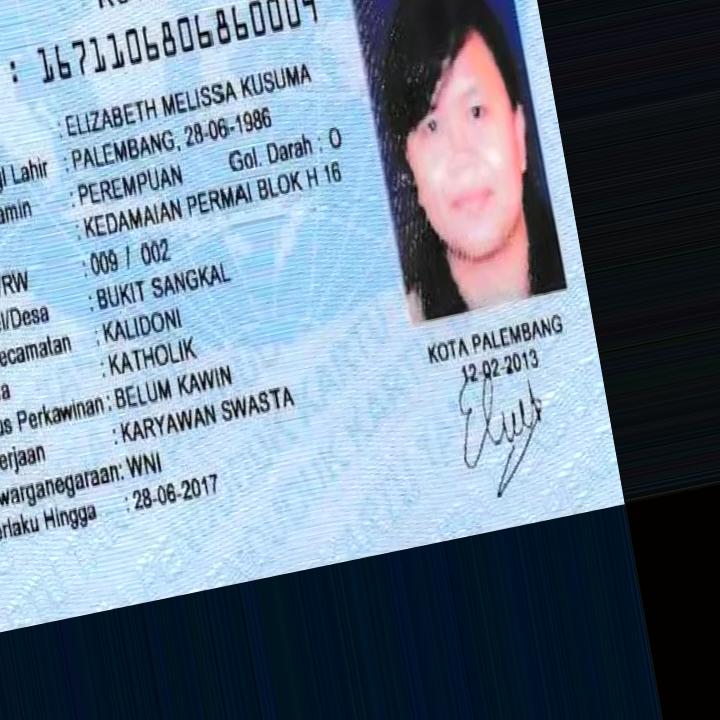 : 1671106806860004
: ELIZABETH MELISSA KUSUMA
Lahir : PALEMBANG, 28-06-1986
: PEREMPUAN Gol. Darah : O
: KEDAMAIAN PERMAI BLOK H 16
RW : 009 / 002
/Desa : BUKIT SANGKAL
ecamatan : KALIDONI
: KATHOLIK
us Perkawinan : BELUM KAWIN
erjaan : KARYAWAN SWASTA
warganegaraan : WNI
erlaku Hingga : 28-06-2017
KOTA PALEMBANG
12-02-2013